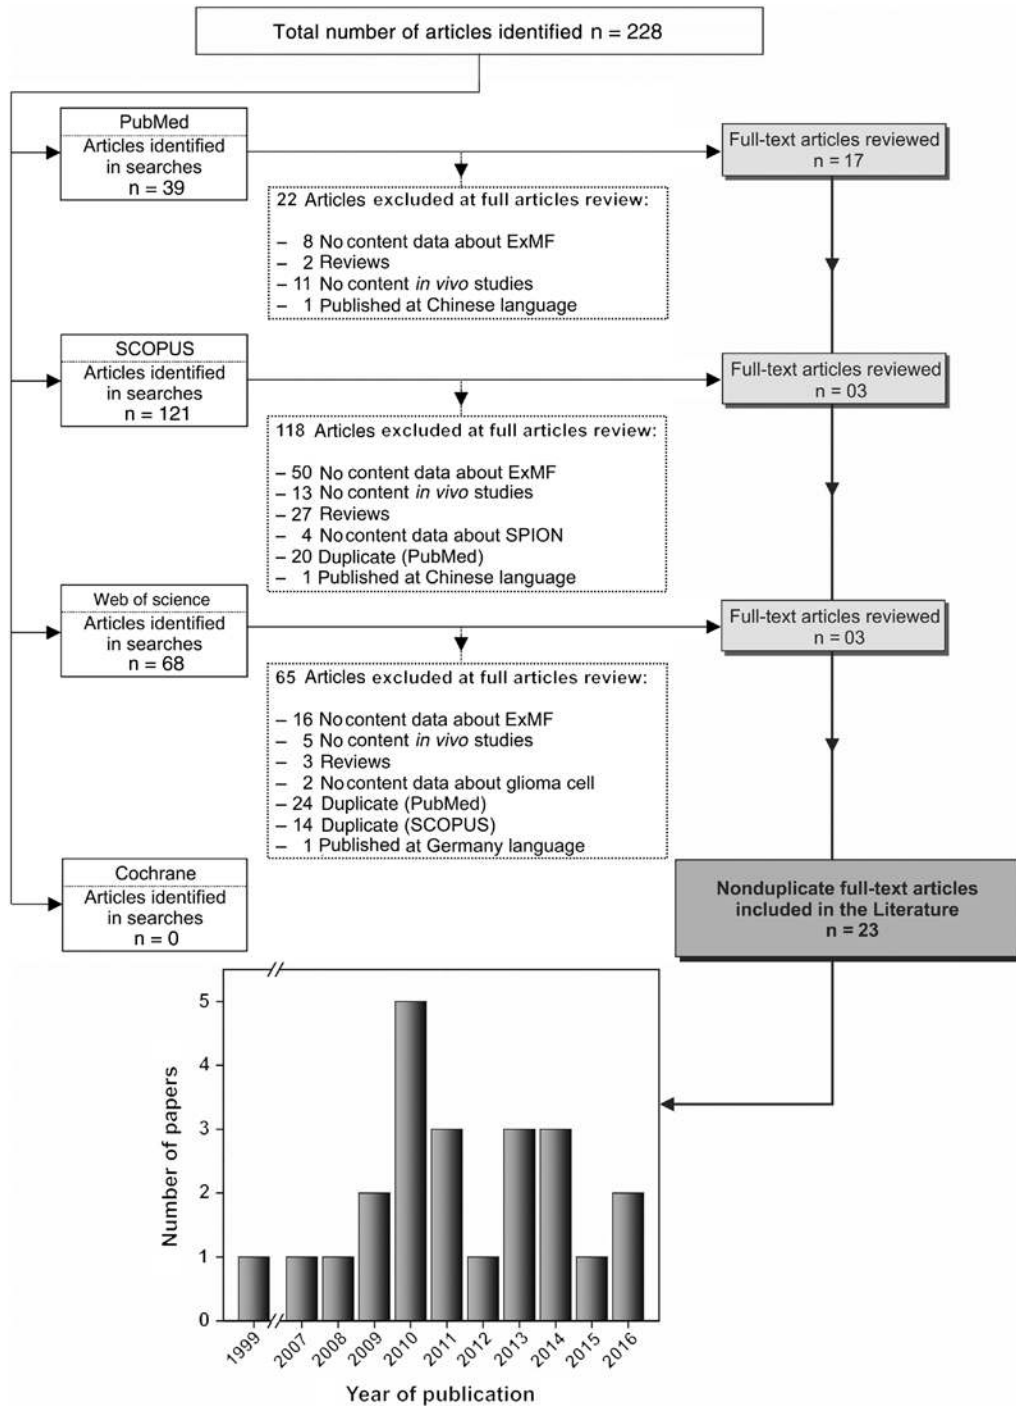 Total number of articles identified n = 228
PubMed
Articles identified
in searches
n = 39
Full-text articles reviewed
n = 17
22 Articles excluded at full articles review:
– 8 No content data about ExMF
– 2 Reviews
– 11 No content in vivo studies
– 1 Published at Chinese language
SCOPUS
Articles identified
in searches
n = 121
Full-text articles reviewed
n = 03
118 Articles excluded at full articles review:
– 50 No content data about ExMF
– 13 No content in vivo studies
– 27 Reviews
– 4 No content data about SPION
– 20 Duplicate (PubMed)
– 1 Published at Chinese language
Web of science
Articles identified
in searches
n = 68
Full-text articles reviewed
n = 03
65 Articles excluded at full articles review:
– 16 No content data about ExMF
– 5 No content in vivo studies
– 3 Reviews
– 2 No content data about glioma cell
– 24 Duplicate (PubMed)
– 14 Duplicate (SCOPUS)
– 1 Published at Germany language
Cochrane
Articles identified
in searches
n = 0
Nonduplicate full-text articles
included in the Literature
n = 23
Number of papers
5
4
3
2
1
0
1999
2007
2008
2009
2010
2011
2012
2013
2014
2015
2016
Year of publication